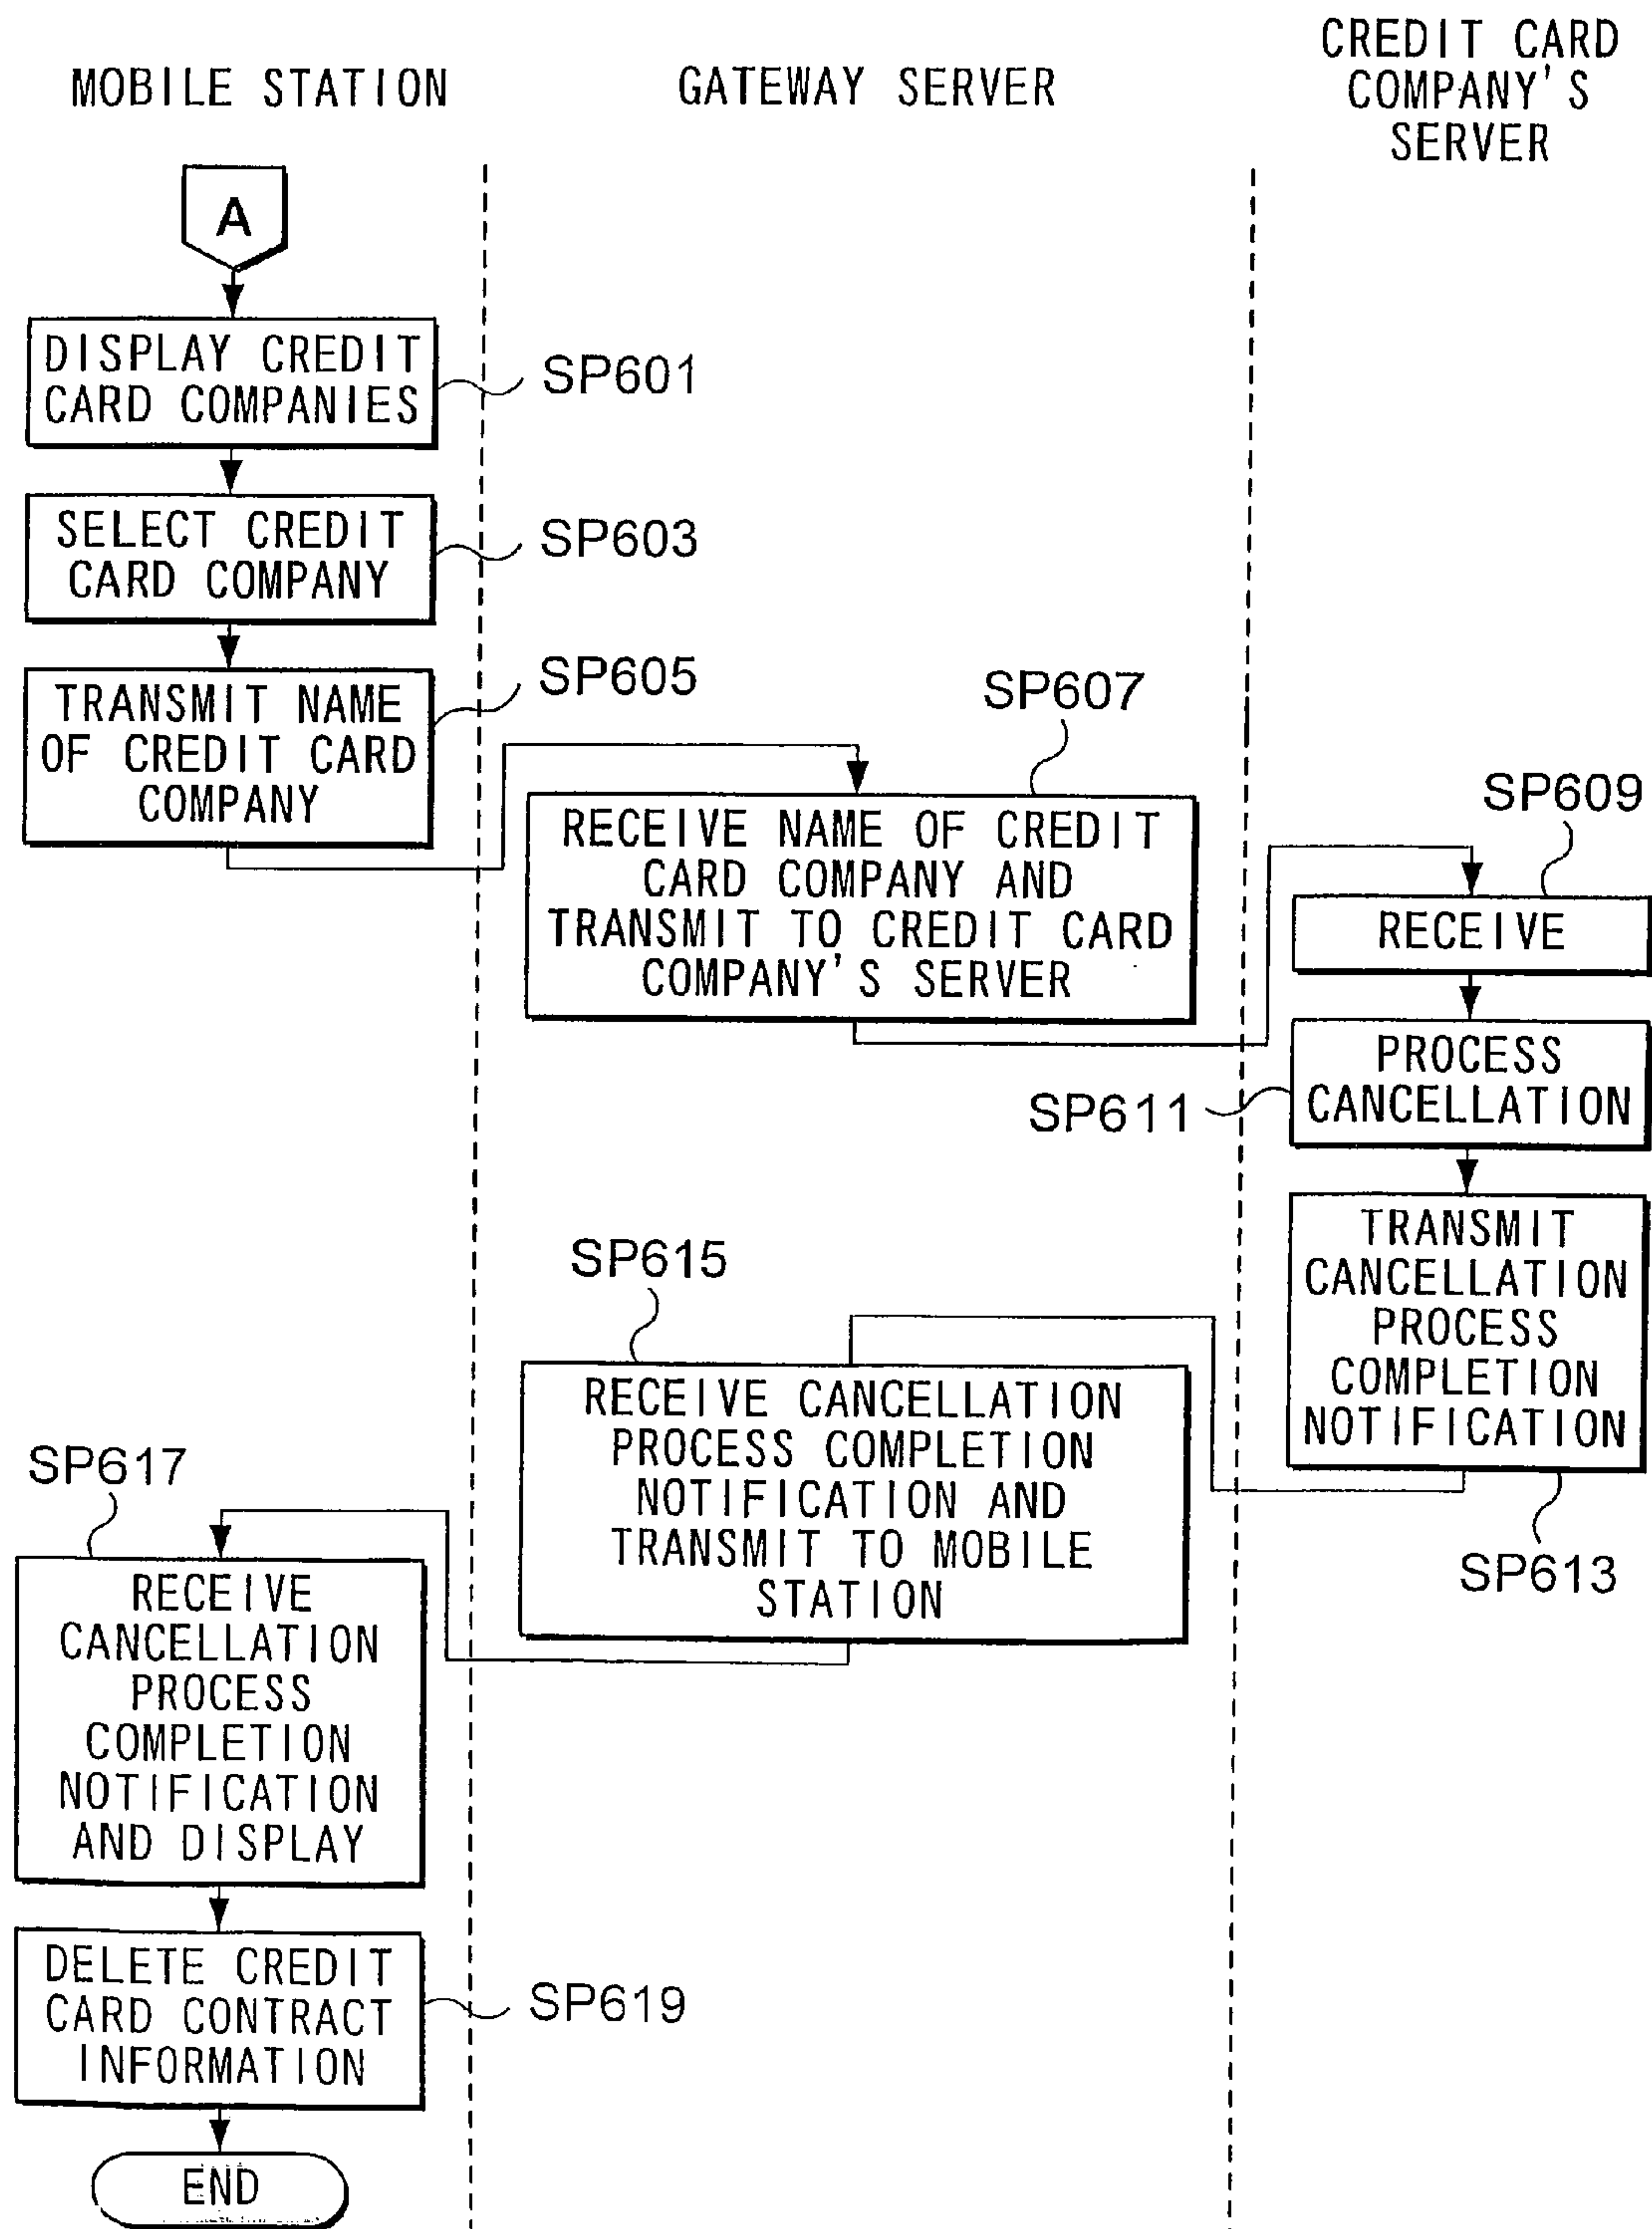 MOBILE STATION
GATEWAY SERVER
CREDIT CARD
COMPANY'S
SERVER
A
DISPLAY CREDIT
CARD COMPANIES
SP601
SELECT CREDIT
CARD COMPANY
SP603
TRANSMIT NAME
OF CREDIT CARD
COMPANY
SP605
SP607
RECEIVE NAME OF CREDIT
CARD COMPANY AND
TRANSMIT TO CREDIT CARD
COMPANY'S SERVER
SP609
RECEIVE
PROCESS
CANCELLATION
SP611
TRANSMIT
CANCELLATION
PROCESS
COMPLETION
NOTIFICATION
SP613
SP615
RECEIVE CANCELLATION
PROCESS COMPLETION
NOTIFICATION AND
TRANSMIT TO MOBILE
STATION
SP617
RECEIVE
CANCELLATION
PROCESS
COMPLETION
NOTIFICATION
AND DISPLAY
DELETE CREDIT
CARD CONTRACT
INFORMATION
SP619
END